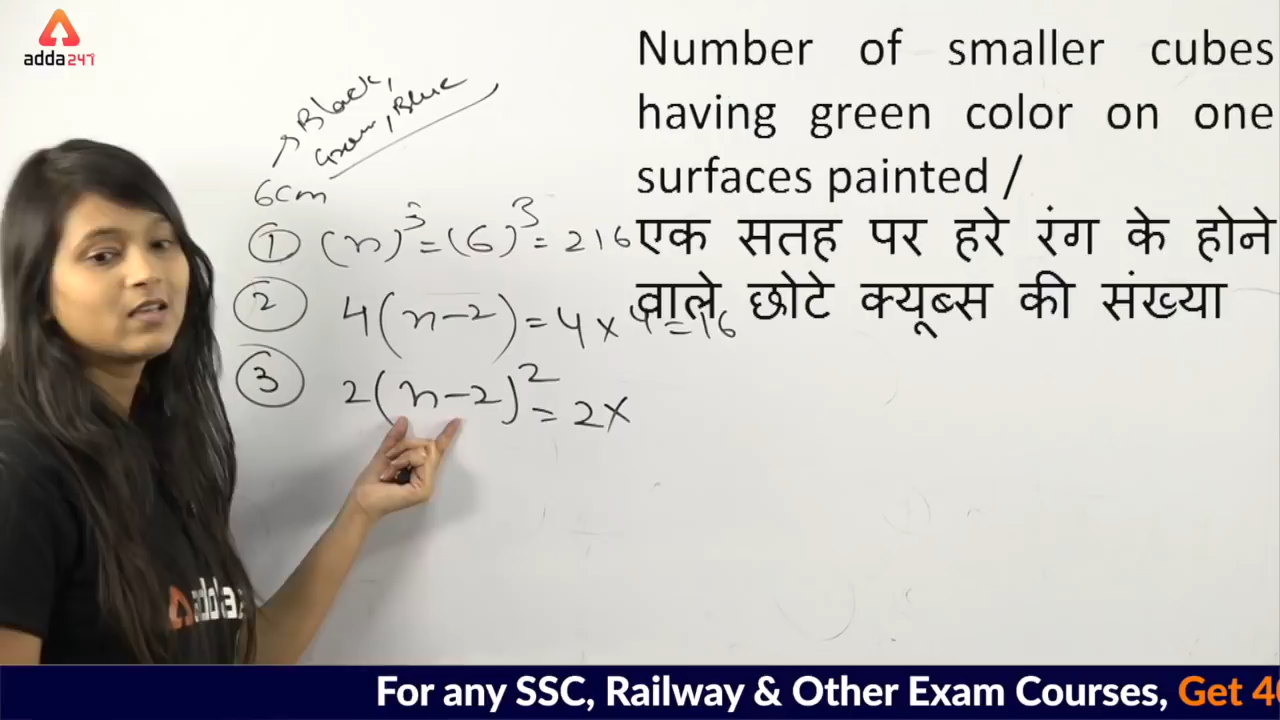 adda247
Number of smaller cubes
having green color on one
surfaces painted /
एक सतह पर हरे रंग के होने
वाले छोटे क्यूब्स की संख्या
Black,
Green, Blue
6cm
① (n)³ = (6)³ = 216
② 4(n-2) = 4 x 4 = 16
③ 2(n-2)² = 2x
For any SSC, Railway & Other Exam Courses, Get 40